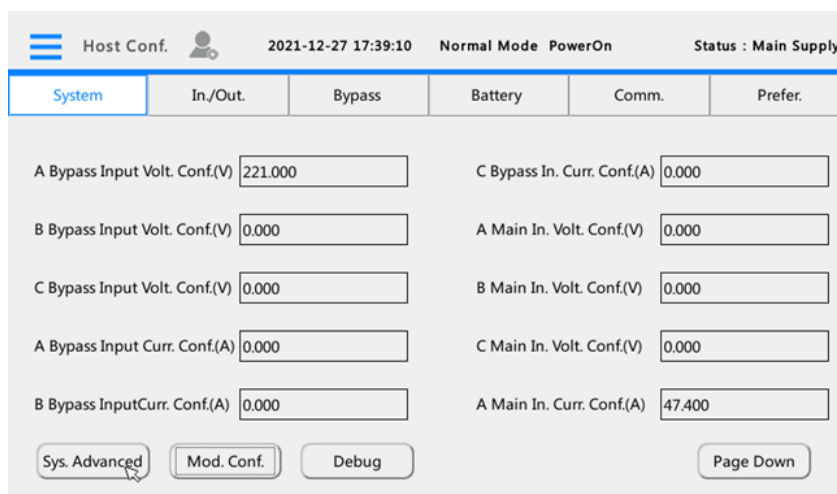 Host Conf. 2021-12-27 17:39:10 Normal Mode PowerOn Status : Main Supply
System In./Out. Bypass Battery Comm. Prefer.
A Bypass Input Volt. Conf.(V) 221.000 C Bypass In. Curr. Conf.(A) 0.000
B Bypass Input Volt. Conf.(V) 0.000 A Main In. Volt. Conf.(V) 0.000
C Bypass Input Volt. Conf.(V) 0.000 B Main In. Volt. Conf.(V) 0.000
A Bypass Input Curr. Conf.(A) 0.000 C Main In. Volt. Conf.(V) 0.000
B Bypass InputCurr. Conf.(A) 0.000 A Main In. Curr. Conf.(A) 47.400
Sys. Advanced Mod. Conf. Debug Page Down